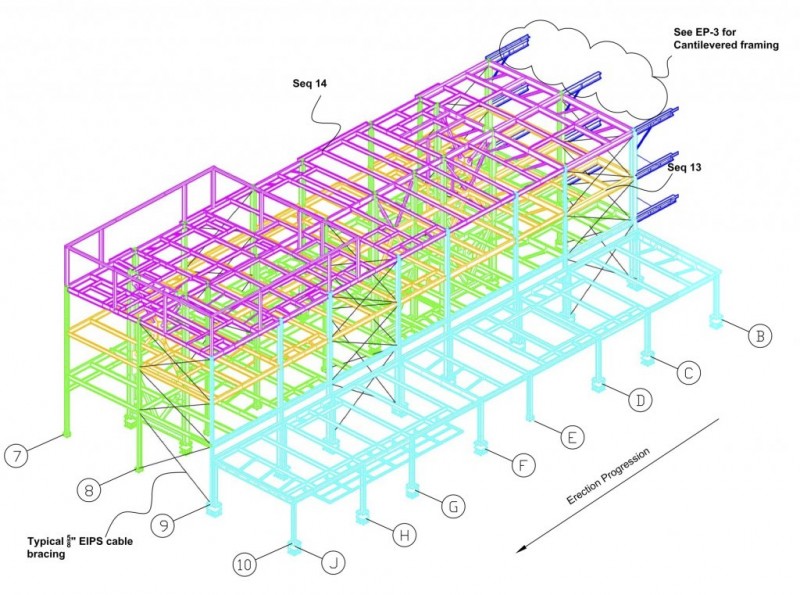 See EP-3 for
Cantilevered framing
Seq 14
Seq 13
B
C
D
E
F
G
H
J
7
8
9
10
Erection Progression
Typical ⅝" EIPS cable
bracing